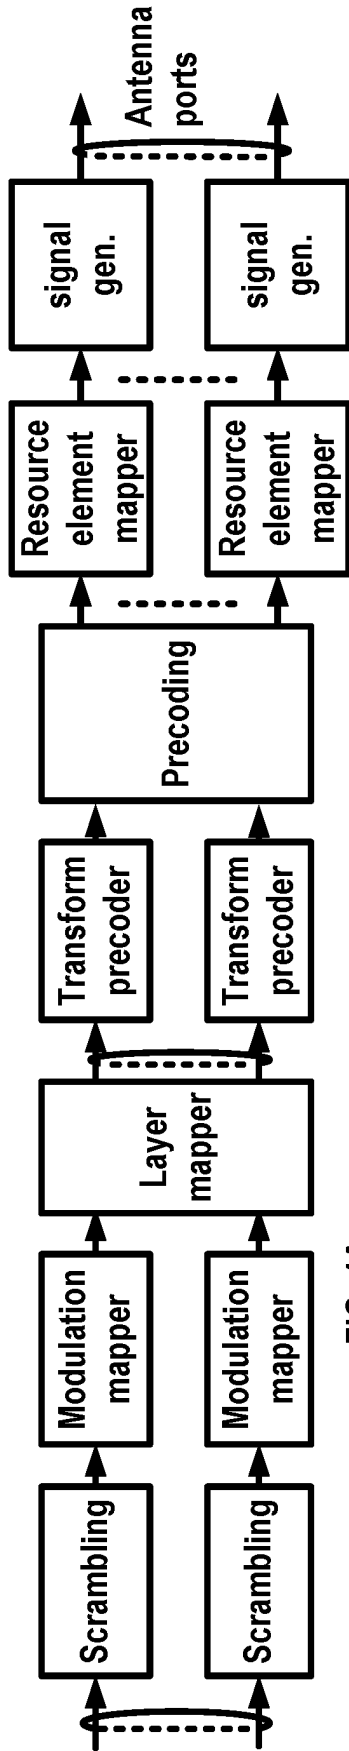 Scrambling
Scrambling
Modulation
mapper
Modulation
mapper
Layer
mapper
Transform
precoder
Transform
precoder
Precoding
Resource
element
mapper
Resource
element
mapper
signal
gen.
signal
gen.
Antenna
ports